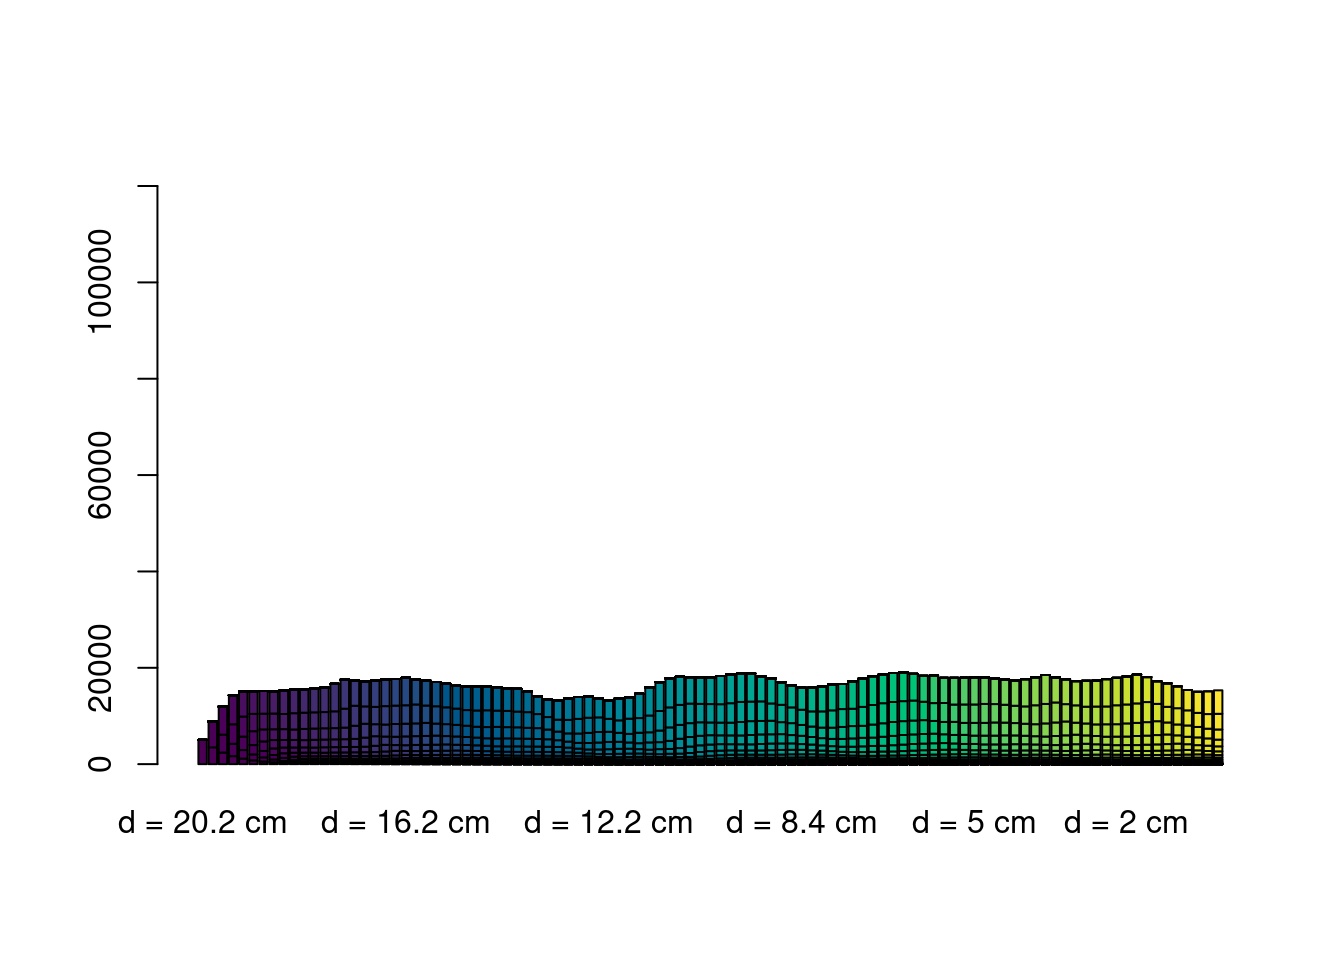 100000
60000
20000
0
d = 20.2 cm d = 16.2 cm d = 12.2 cm d = 8.4 cm d = 5 cm d = 2 cm